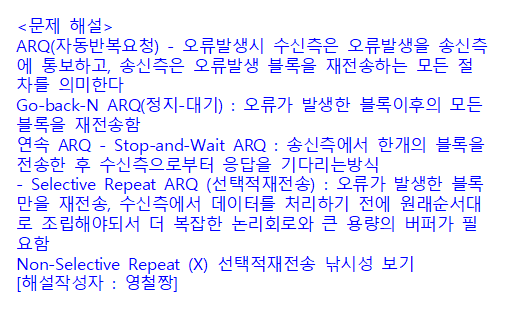 <문제 해설>
ARQ(자동반복요청) - 오류발생시 수신측은 오류발생을 송신측
에 통보하고, 송신측은 오류발생 블록을 재전송하는 모든 절
차를 의미한다
Go-back-N ARQ(정지-대기) : 오류가 발생한 블록이후의 모든
블록을 재전송함
연속 ARQ - Stop-and-Wait ARQ : 송신측에서 한개의 블록을
전송한 후 수신측으로부터 응답을 기다리는방식
- Selective Repeat ARQ (선택적재전송) : 오류가 발생한 블록
만을 재전송, 수신측에서 데이터를 처리하기 전에 원래순서대
로 조립해야되서 더 복잡한 논리회로와 큰 용량의 버퍼가 필
요함
Non-Selective Repeat (X) 선택적재전송 낚시성 보기
[해설작성자 : 영철짱]